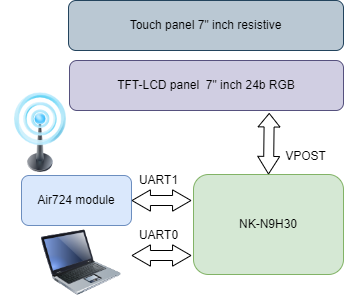 Touch panel 7" inch resistive
TFT-LCD panel  7" inch 24b RGB
VPOST
UART1
Air724 module
NK-N9H30
UART0